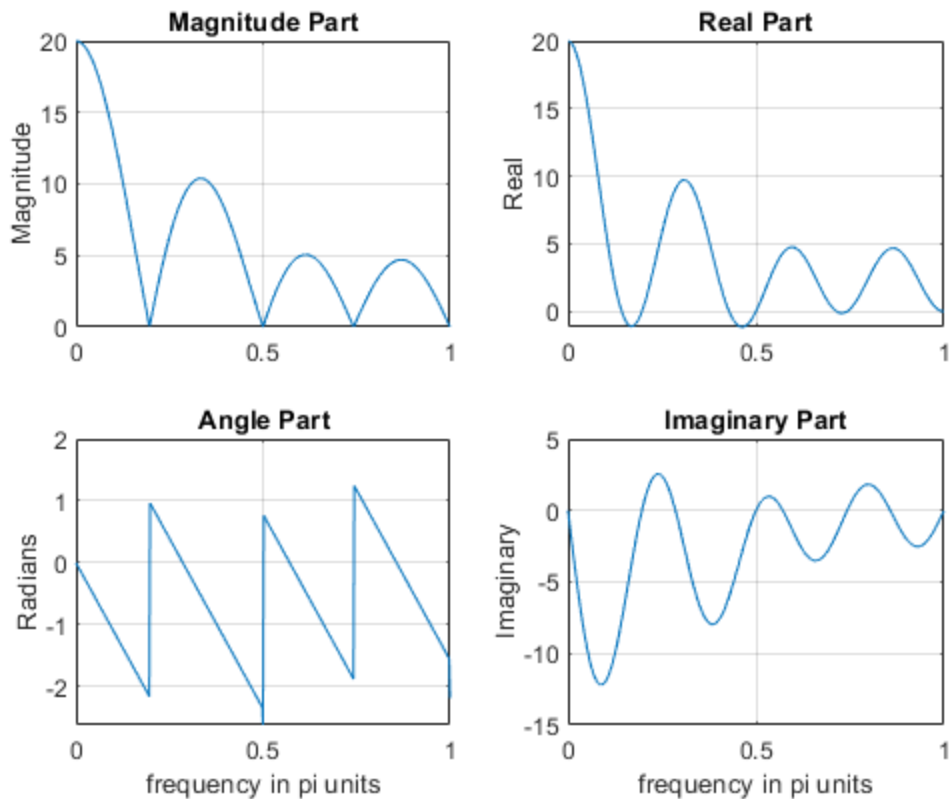 Magnitude Part
20
15
10
5
0
Magnitude
0 0.5 1
Real Part
20
15
10
5
0
Real
0 0.5 1
Angle Part
2
1
0
-1
-2
Radians
0 0.5 1
frequency in pi units
Imaginary Part
5
0
-5
-10
-15
Imaginary
0 0.5 1
frequency in pi units